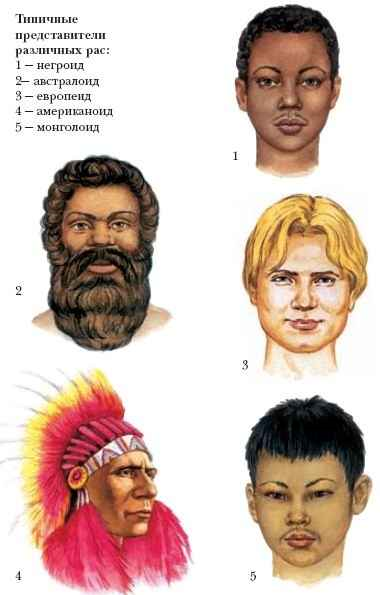 Типичные
представители
различных рас:
1 — негроид
2— австралоид
3 — европеид
4 — американоид
5 — монголоид
1
2
3
4
5